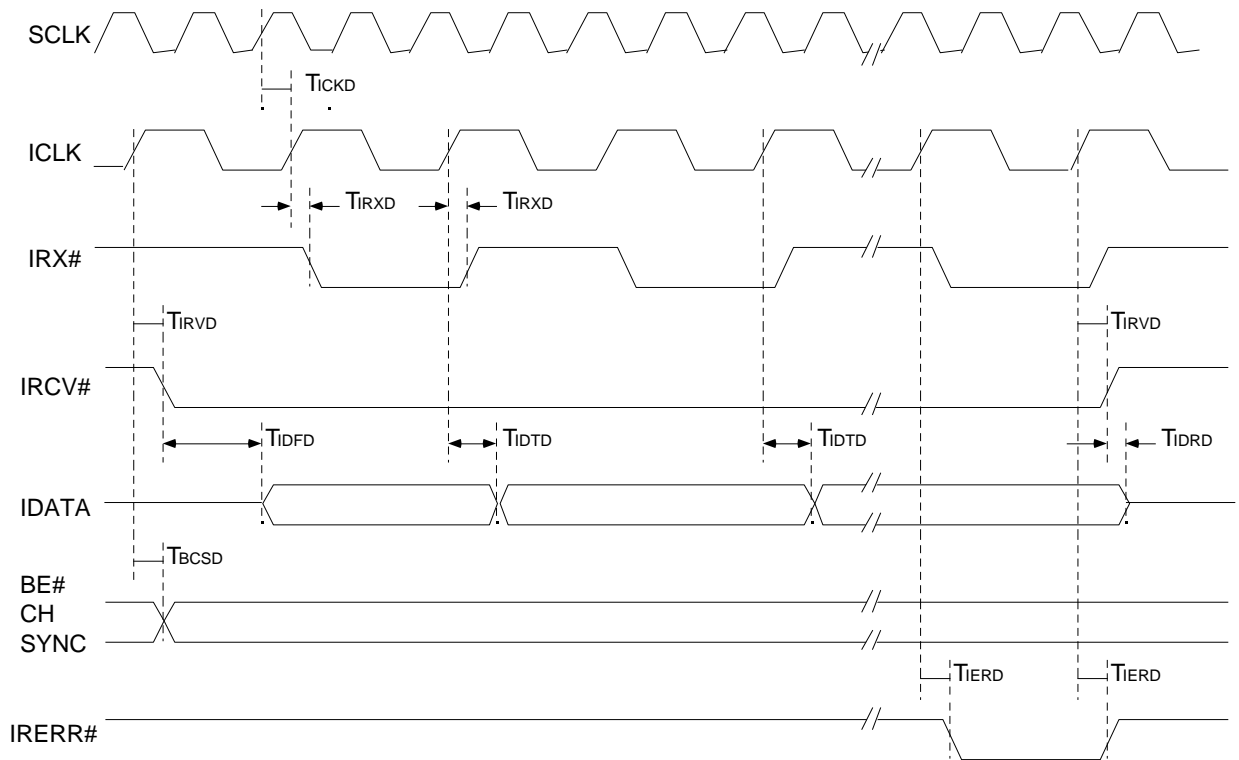 SCLK
TICKD
ICLK
TIRXD TIRXD
IRX#
TIRVD TIRVD
IRCV#
TIDFD TIDTD TIDTD TIDRD
IDATA
TBCSD
BE#
CH
SYNC
TIERD TIERD
IRERR#